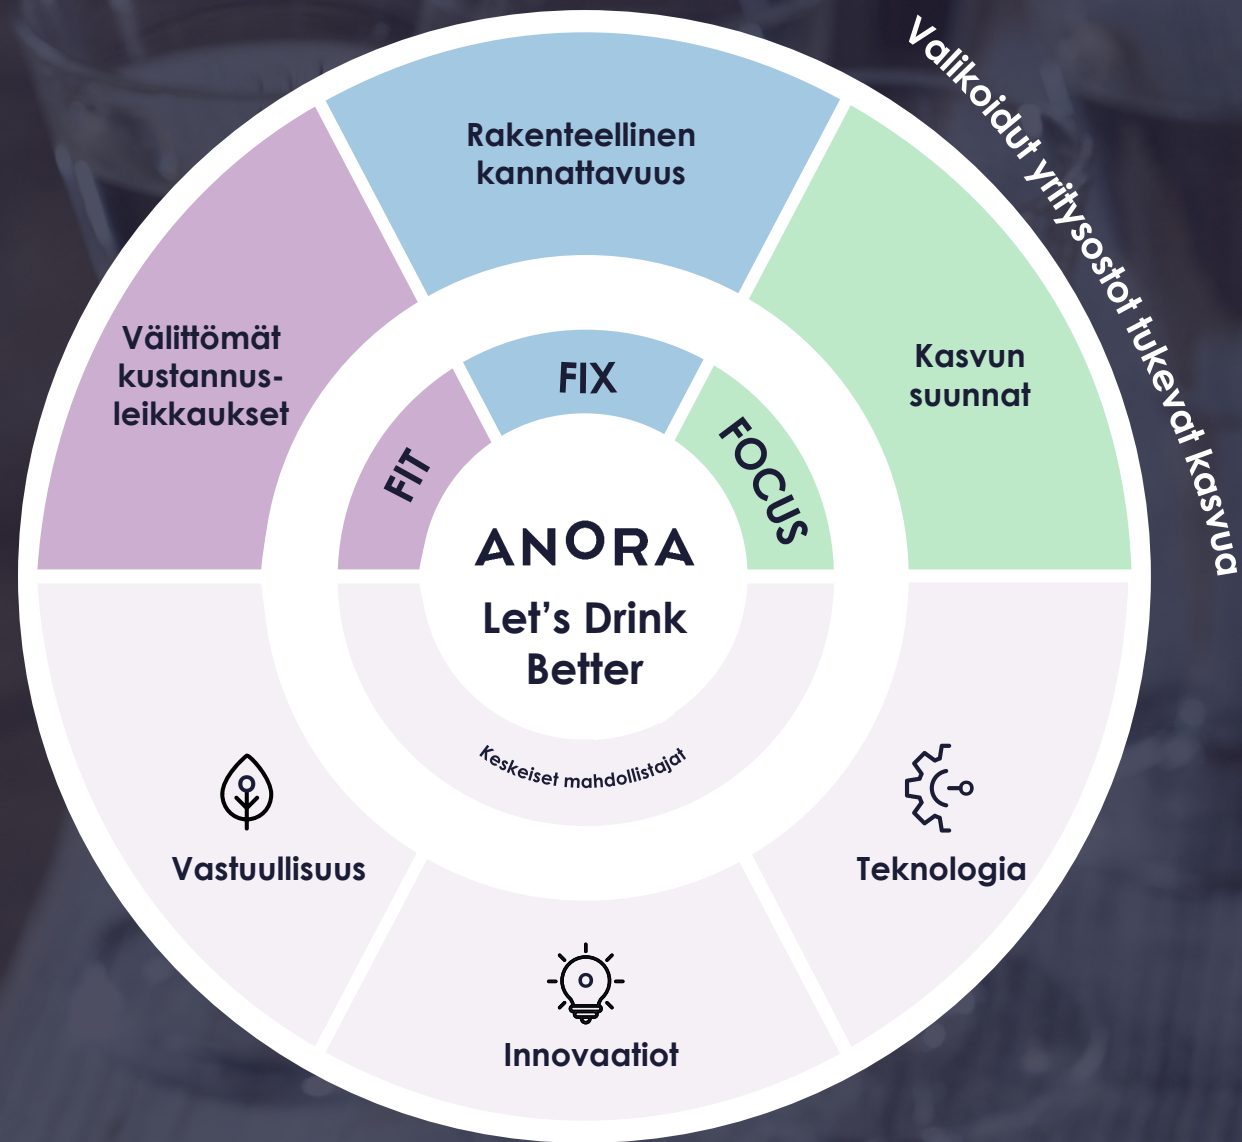 Valikoidut yritysostot tukevat kasvua
Rakenteellinen
kannattavuus
Välittömät
kustannus-
leikkaukset
Kasvun
suunnat
FIX
FIT
FOCUS
ANORA
Let’s Drink
Better
Keskeiset mahdollistajat
Vastuullisuus
Teknologia
Innovaatiot